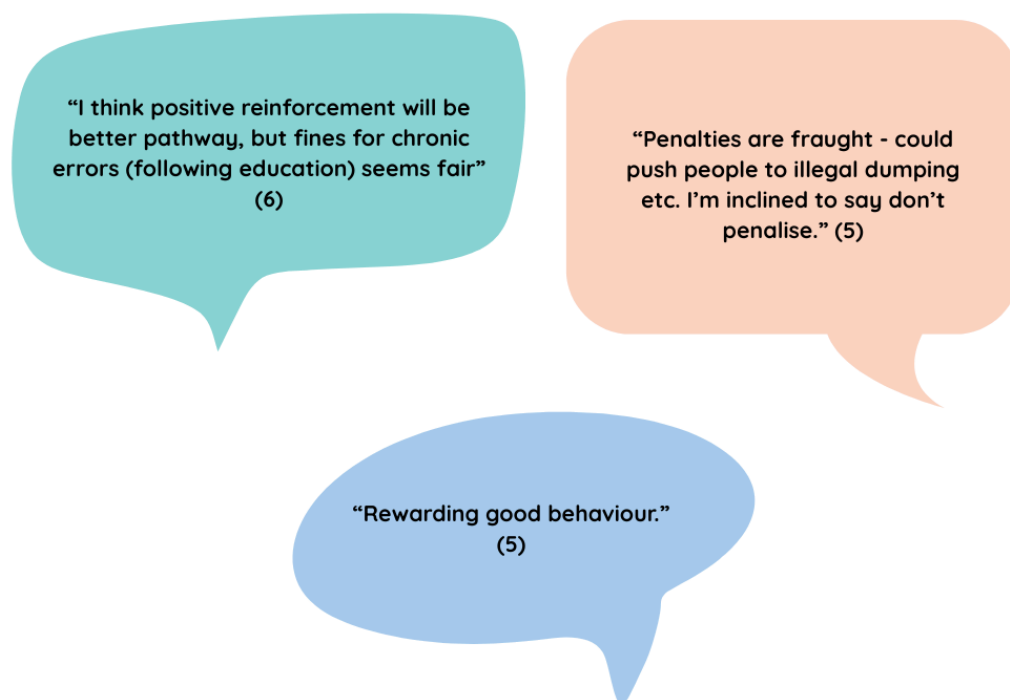 “I think positive reinforcement will be
better pathway, but fines for chronic
errors (following education) seems fair”
(6)
“Penalties are fraught - could
push people to illegal dumping
etc. I’m inclined to say don’t
penalise.” (5)
“Rewarding good behaviour.”
(5)